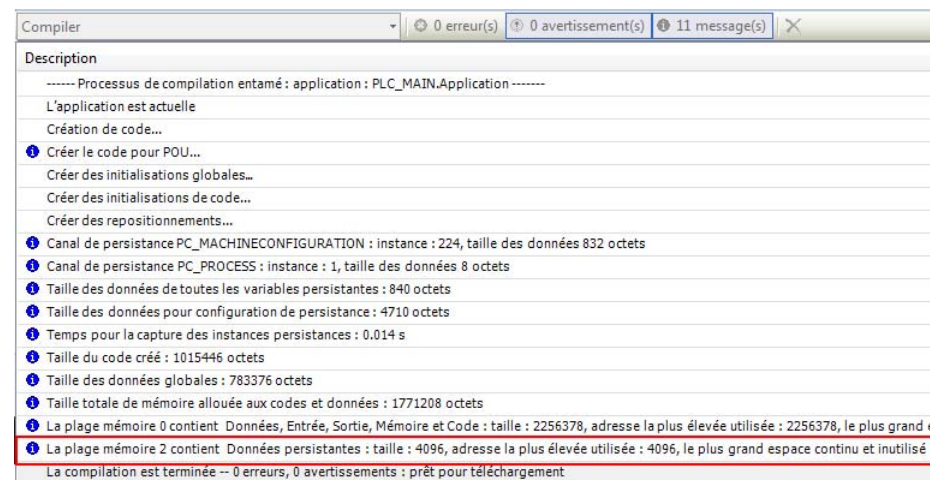 Compiler 0 erreur(s) 0 avertissement(s) 11 message(s)
Description
------ Processus de compilation entamé : application : PLC_MAIN.Application -------
L'application est actuelle
Création de code...
Créer le code pour POU...
Créer des initialisations globales...
Créer des initialisations de code...
Créer des repositionnements...
Canal de persistance PC_MACHINECONFIGURATION : instance : 224, taille des données 832 octets
Canal de persistance PC_PROCESS : instance : 1, taille des données 8 octets
Taille des données de toutes les variables persistantes : 840 octets
Taille des données pour configuration de persistance : 4710 octets
Temps pour la capture des instances persistances : 0.014 s
Taille du code créé : 1015446 octets
Taille des données globales : 783376 octets
Taille totale de mémoire allouée aux codes et données : 1771208 octets
La plage mémoire 0 contient Données, Entrée, Sortie, Mémoire et Code : taille : 2256378, adresse la plus élevée utilisée : 2256378, le plus grand
La plage mémoire 2 contient Données persistantes : taille : 4096, adresse la plus élevée utilisée : 4096, le plus grand espace continu et inutilisé
La compilation est terminée -- 0 erreurs, 0 avertissements : prêt pour téléchargement